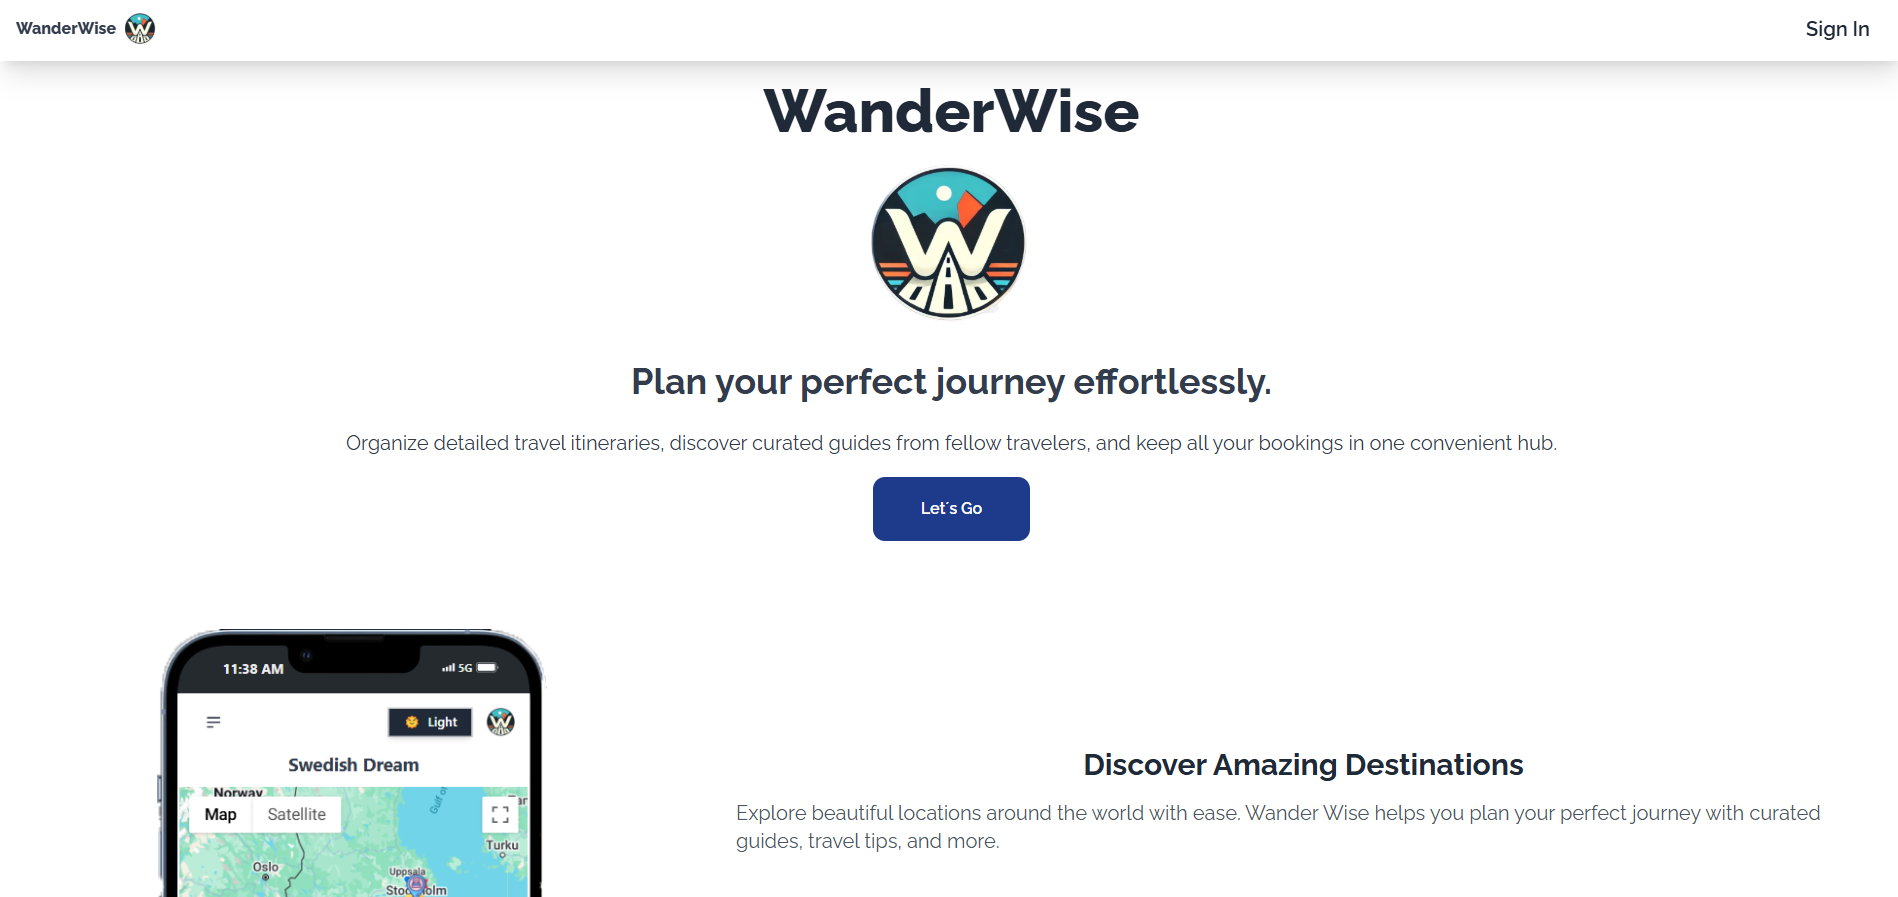 WanderWise
Sign In
WanderWise
Plan your perfect journey effortlessly.
Organize detailed travel itineraries, discover curated guides from fellow travelers, and keep all your bookings in one convenient hub.
Let´s Go
11:38 AM
5G
Light
Swedish Dream
Norway
Map
Satellite
Gulf of
Turku
Oslo
Uppsala
Discover Amazing Destinations
Explore beautiful locations around the world with ease. Wander Wise helps you plan your perfect journey with curated
guides, travel tips, and more.